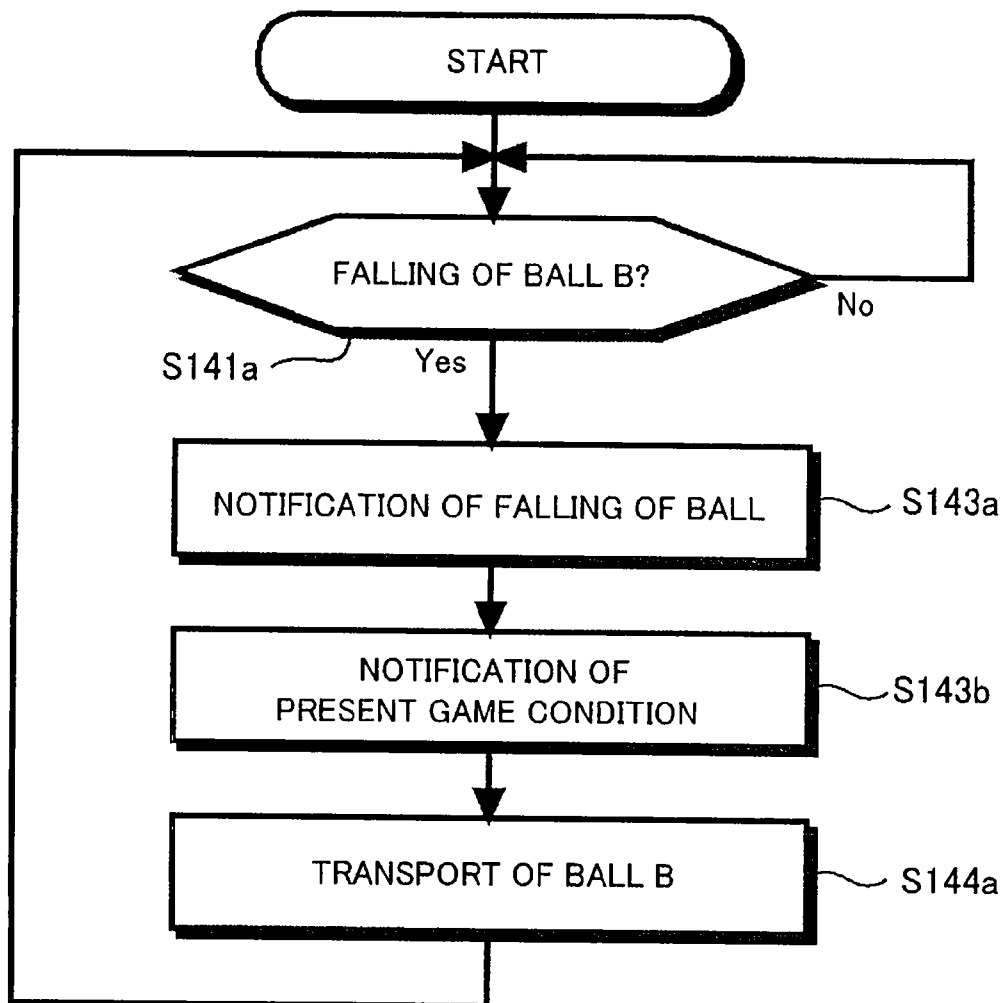 START
FALLING OF BALL B?
No
S141a
Yes
NOTIFICATION OF FALLING OF BALL
S143a
NOTIFICATION OF
PRESENT GAME CONDITION
S143b
TRANSPORT OF BALL B
S144a